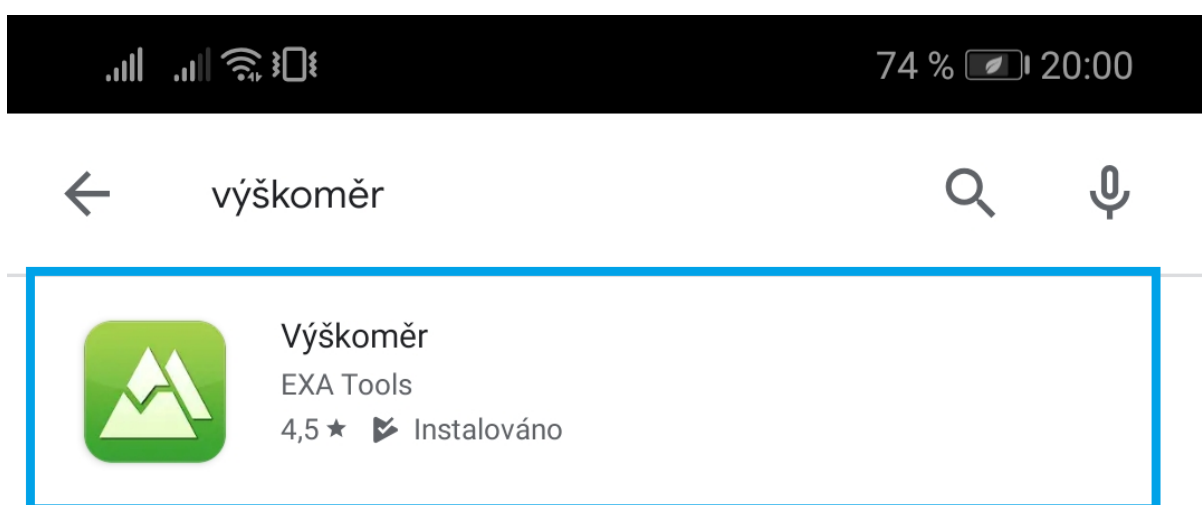 74 % 20:00
výškoměr
Výškoměr
EXA Tools
4,5 ★ Instalováno